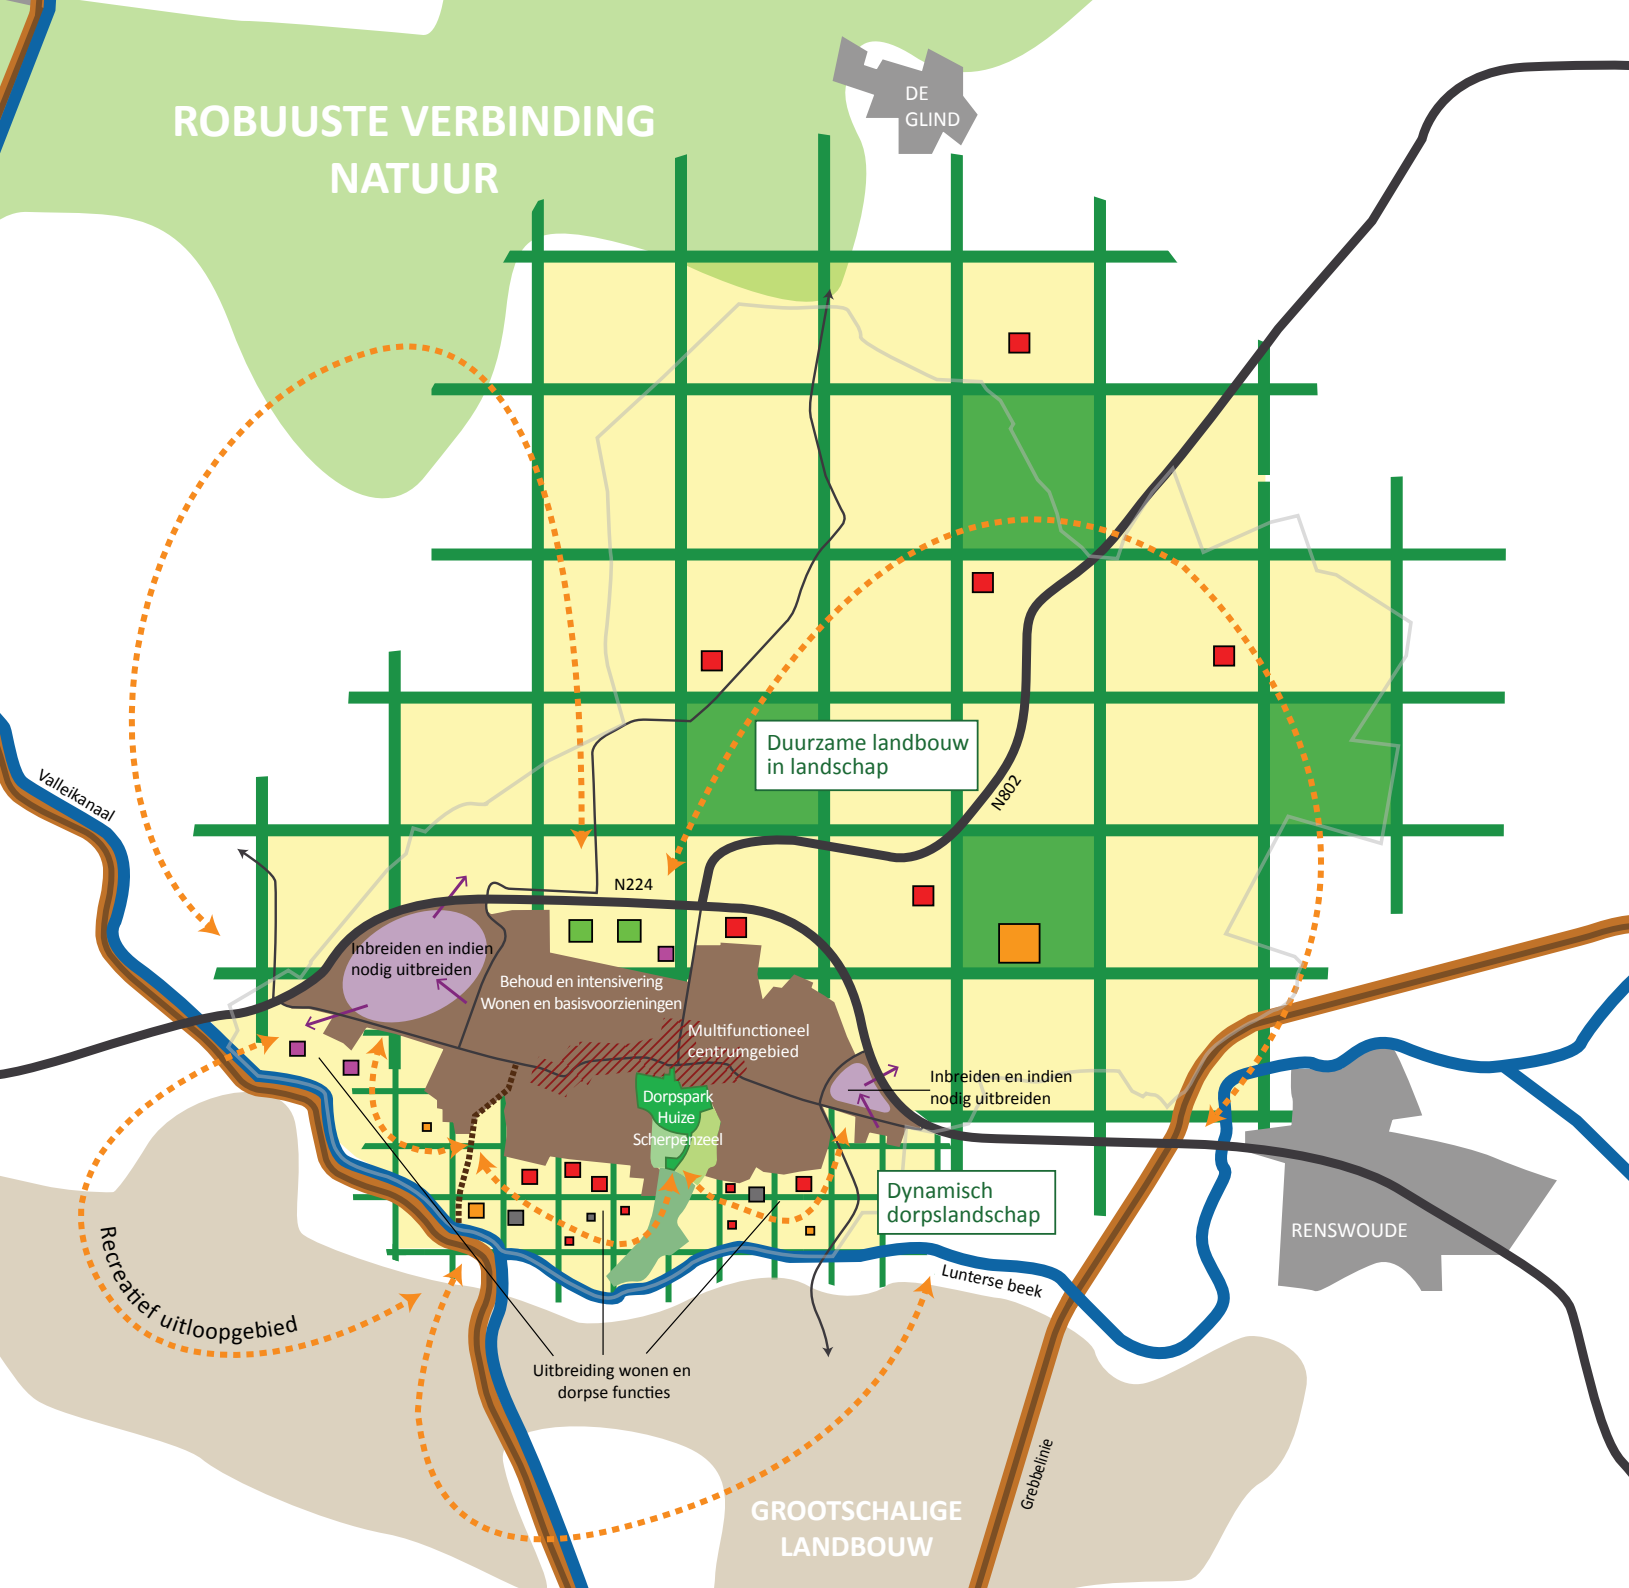 DE
GLIND
ROBUUSTE VERBINDING
NATUUR
Duurzame landbouw
in landschap
Valleikanaal
N802
N224
Inbreiden en indien
nodig uitbreiden
Behoud en intensivering
Wonen en basisvoorzieningen
Multifunctioneel
centrumgebied
Inbreiden en indien
nodig uitbreiden
Dorpspark
Huize
Scherpenzeel
Dynamisch
dorpslandschap
RENSWOUDE
Recreatief uitloopgebied
Lunterse beek
Uitbreiding wonen en
dorpse functies
Grebbelinie
GROOTSCHALIGE
LANDBOUW